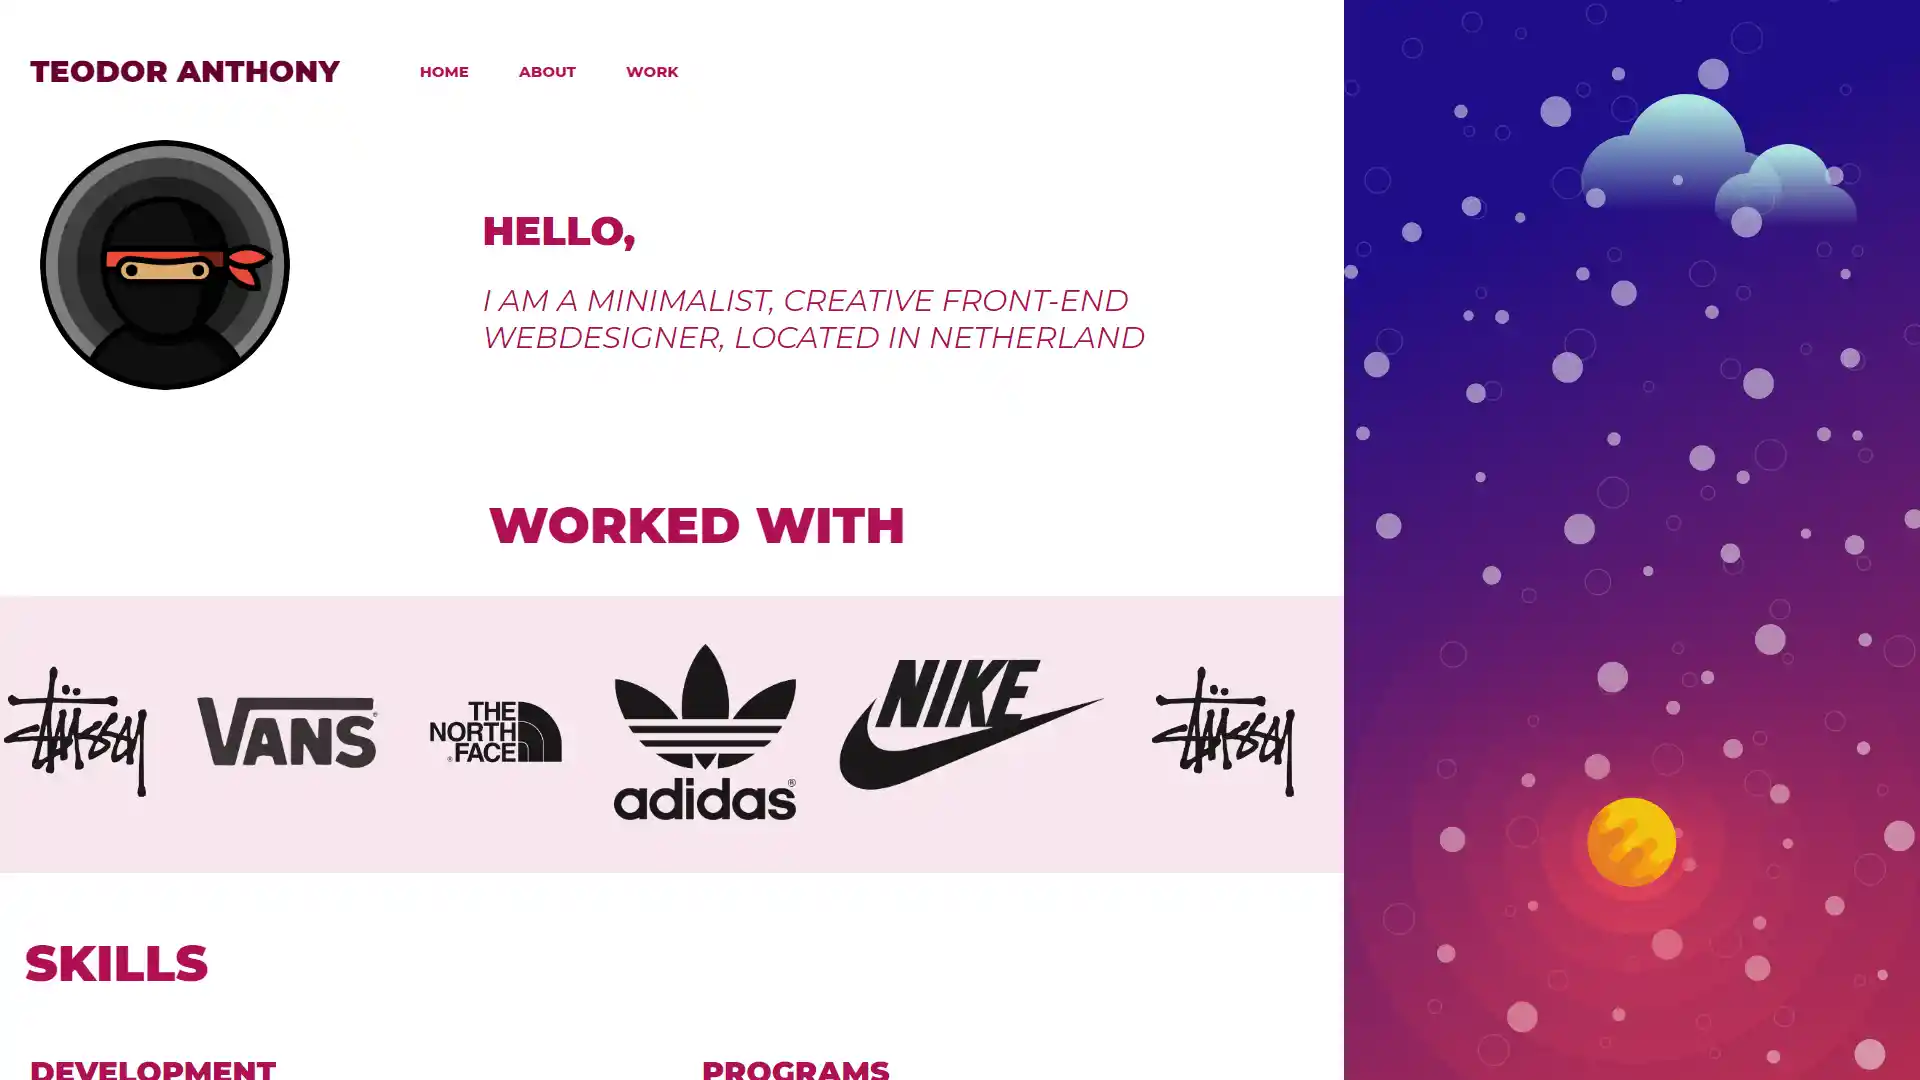 TEODOR ANTHONY
HOME
ABOUT
WORK
HELLO,
I AM A MINIMALIST, CREATIVE FRONT-END
WEBDESIGNER, LOCATED IN NETHERLAND
WORKED WITH
Stüssy
VANS
THE
NORTH
FACE
adidas
NIKE
Stüssy
SKILLS
DEVELOPMENT
PROGRAMS